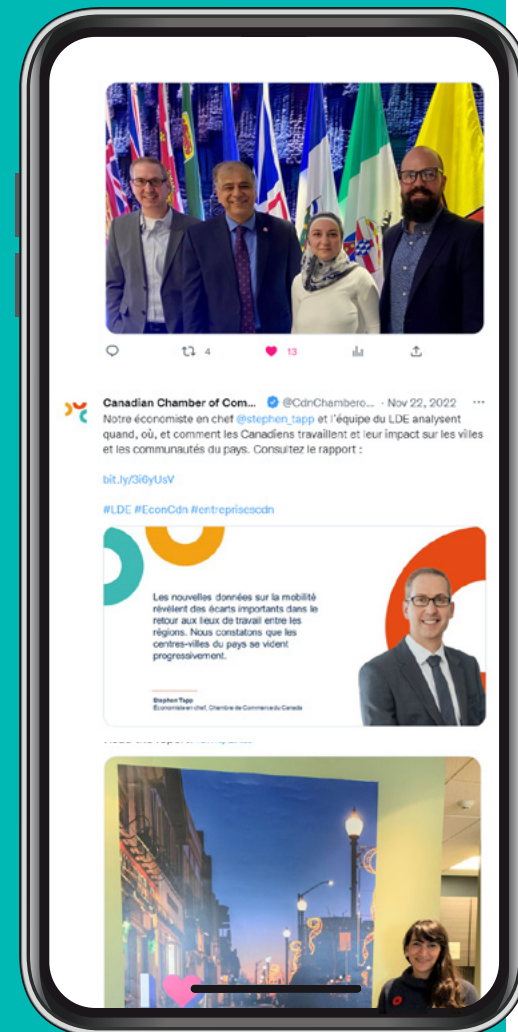 4
13
Canadian Chamber of Com... @CdnChambero... · Nov 22, 2022 ...
Notre économiste en chef @stephen_tapp et l'équipe du LDE analysent
quand, où, et comment les Canadiens travaillent et leur impact sur les villes
et les communautés du pays. Consultez le rapport :
bit.ly/3i6yUsV
#LDE #EconCdn #entreprisescdn
Les nouvelles données sur la mobilité
révèlent des écarts importants dans le
retour aux lieux de travail entre les
régions. Nous constatons que les
centres-villes du pays se vident
progressivement.
Stephen Tapp
Économiste en chef, Chambre de Commerce du Canada